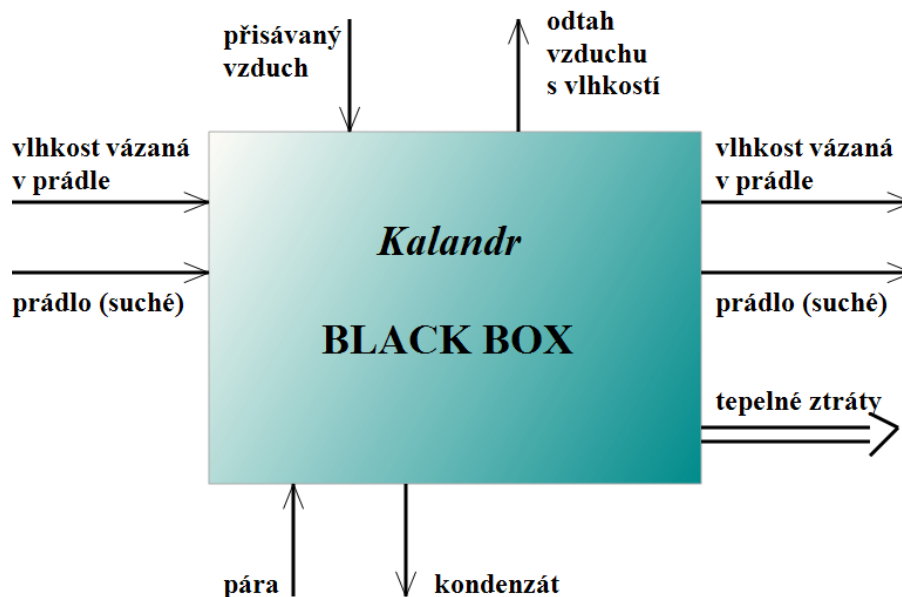 přisávaný
vzduch
odtah
vzduchu
s vlhkostí
vlhkost vázaná
v prádle
prádlo (suché)
Kalandr
BLACK BOX
vlhkost vázaná
v prádle
prádlo (suché)
tepelné ztráty
pára
kondenzát